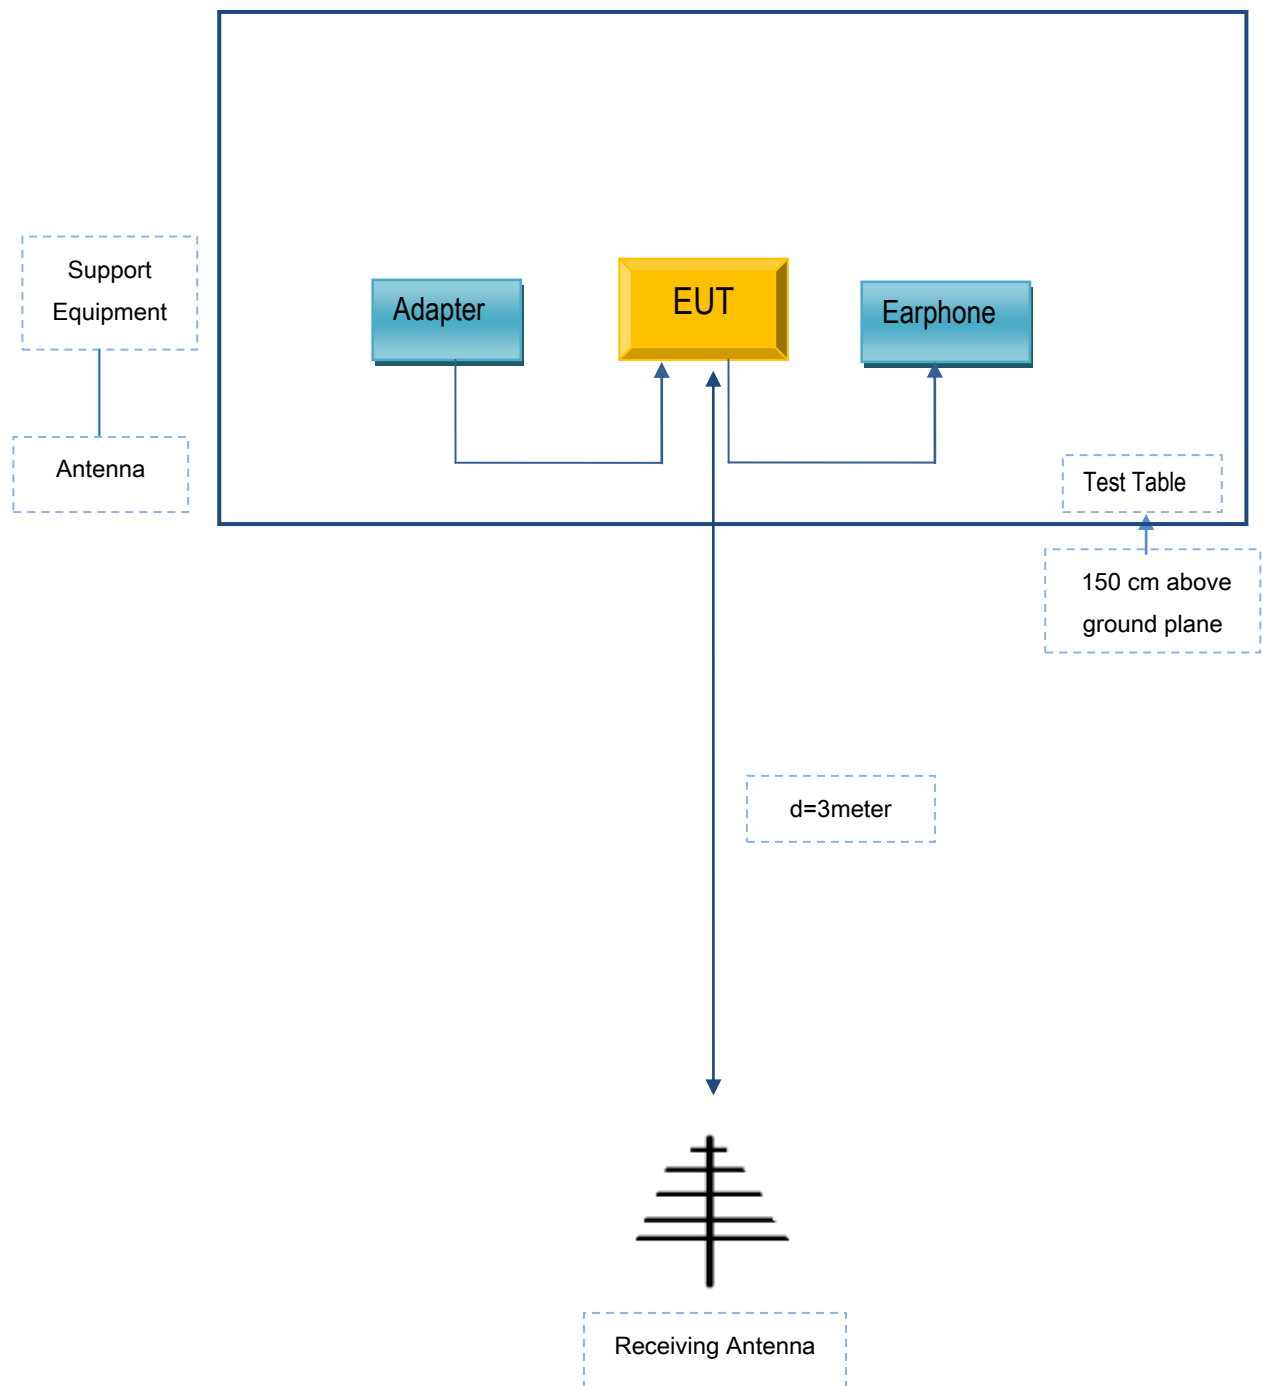 Support
Equipment
Antenna
Adapter
EUT
Earphone
Test Table
150 cm above
ground plane
d=3meter
Receiving Antenna